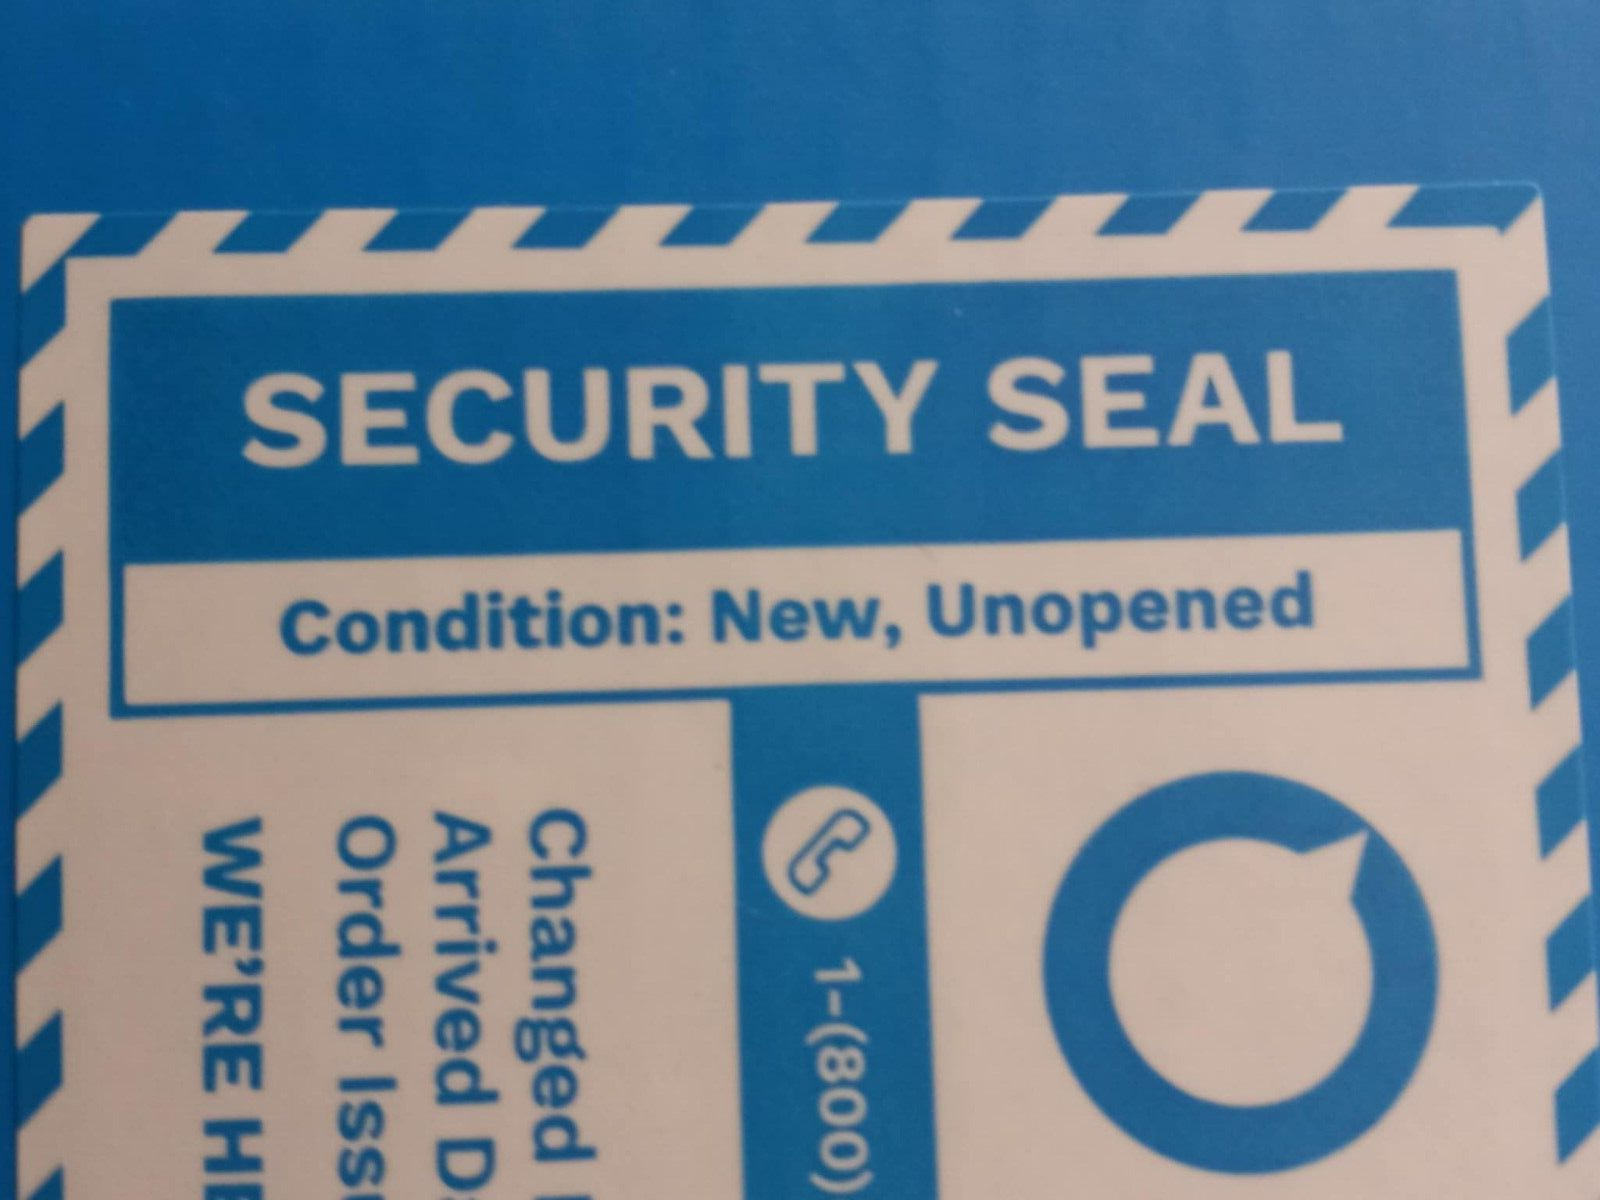 SECURITY SEAL
Condition: New, Unopened
1-(800)
Changed
Arrived
Order
WE'RE